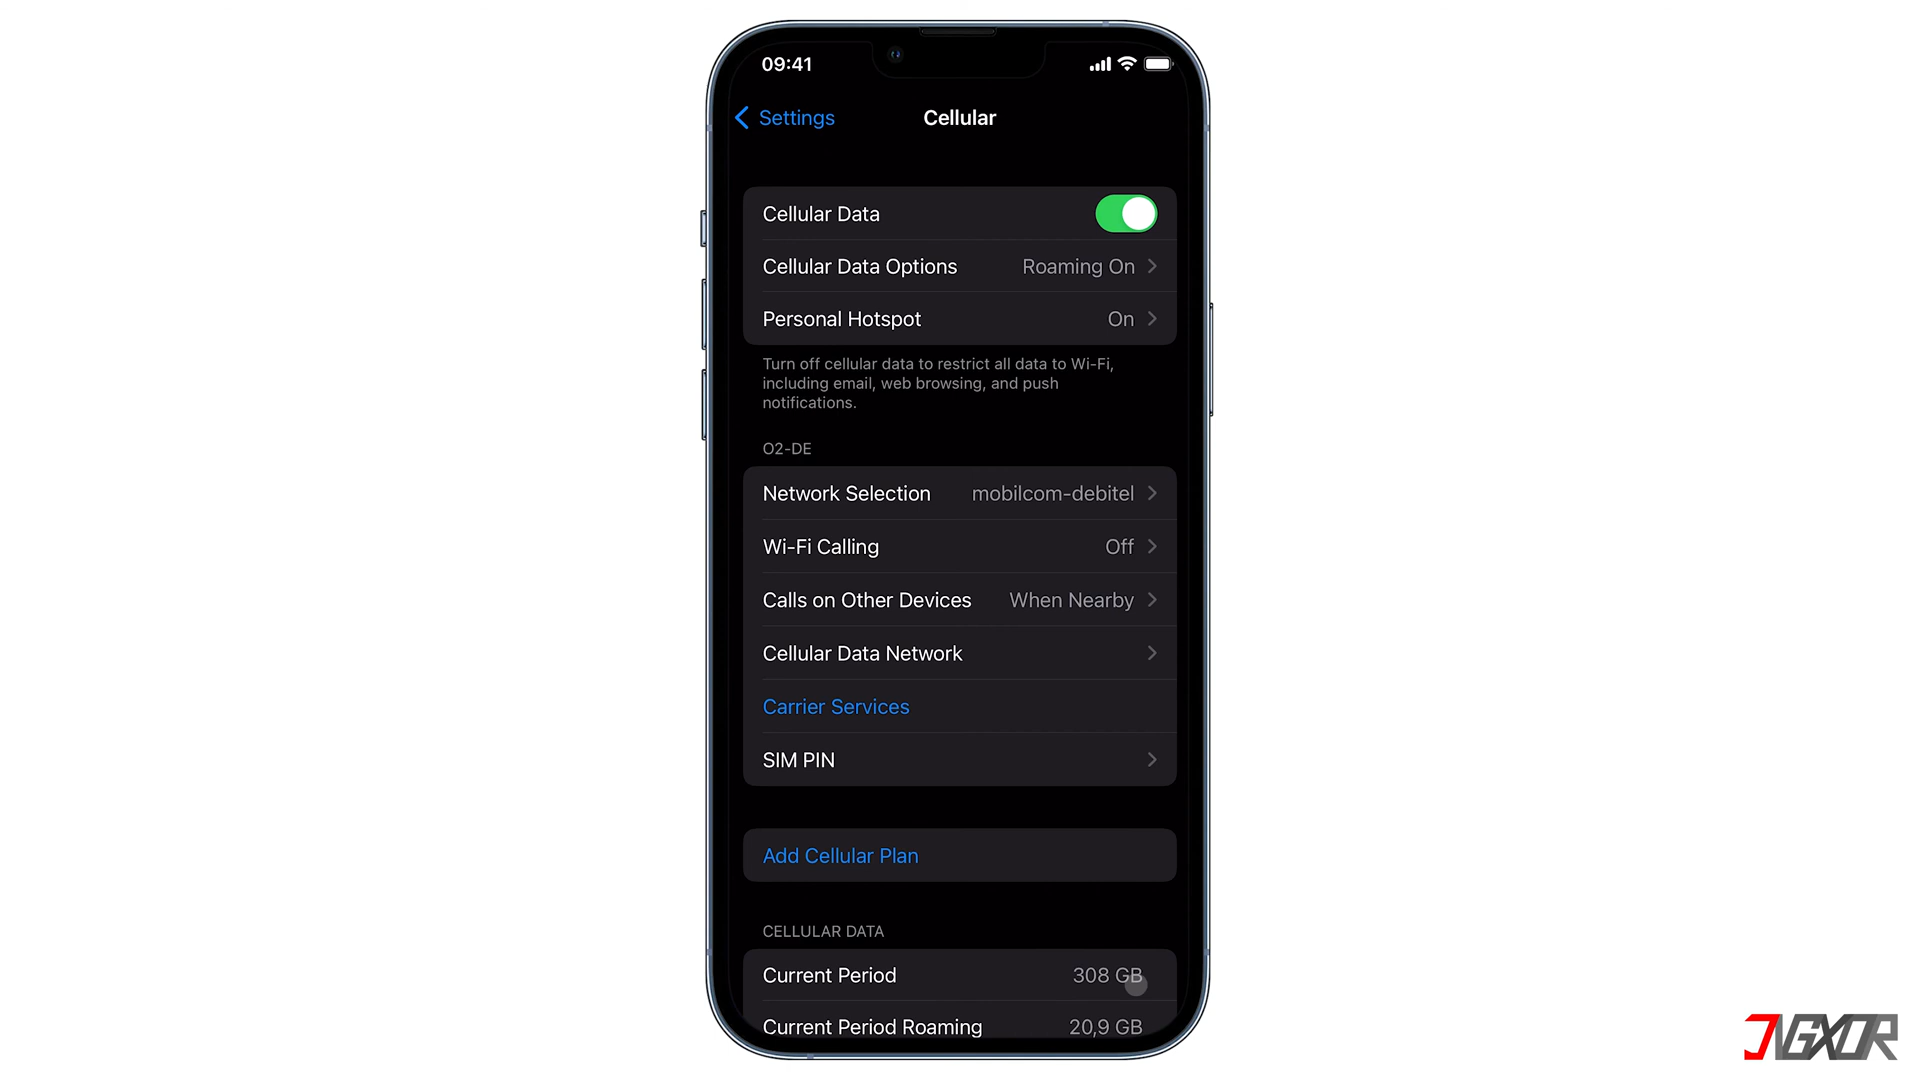 09:41
Settings
Cellular
Cellular Data
Cellular Data Options Roaming On
Personal Hotspot On
Turn off cellular data to restrict all data to Wi-Fi,
including email, web browsing, and push
notifications.
O2-DE
Network Selection mobilcom-debitel
Wi-Fi Calling Off
Calls on Other Devices When Nearby
Cellular Data Network
Carrier Services
SIM PIN
Add Cellular Plan
CELLULAR DATA
Current Period 308 GB
Current Period Roaming 20,9 GB